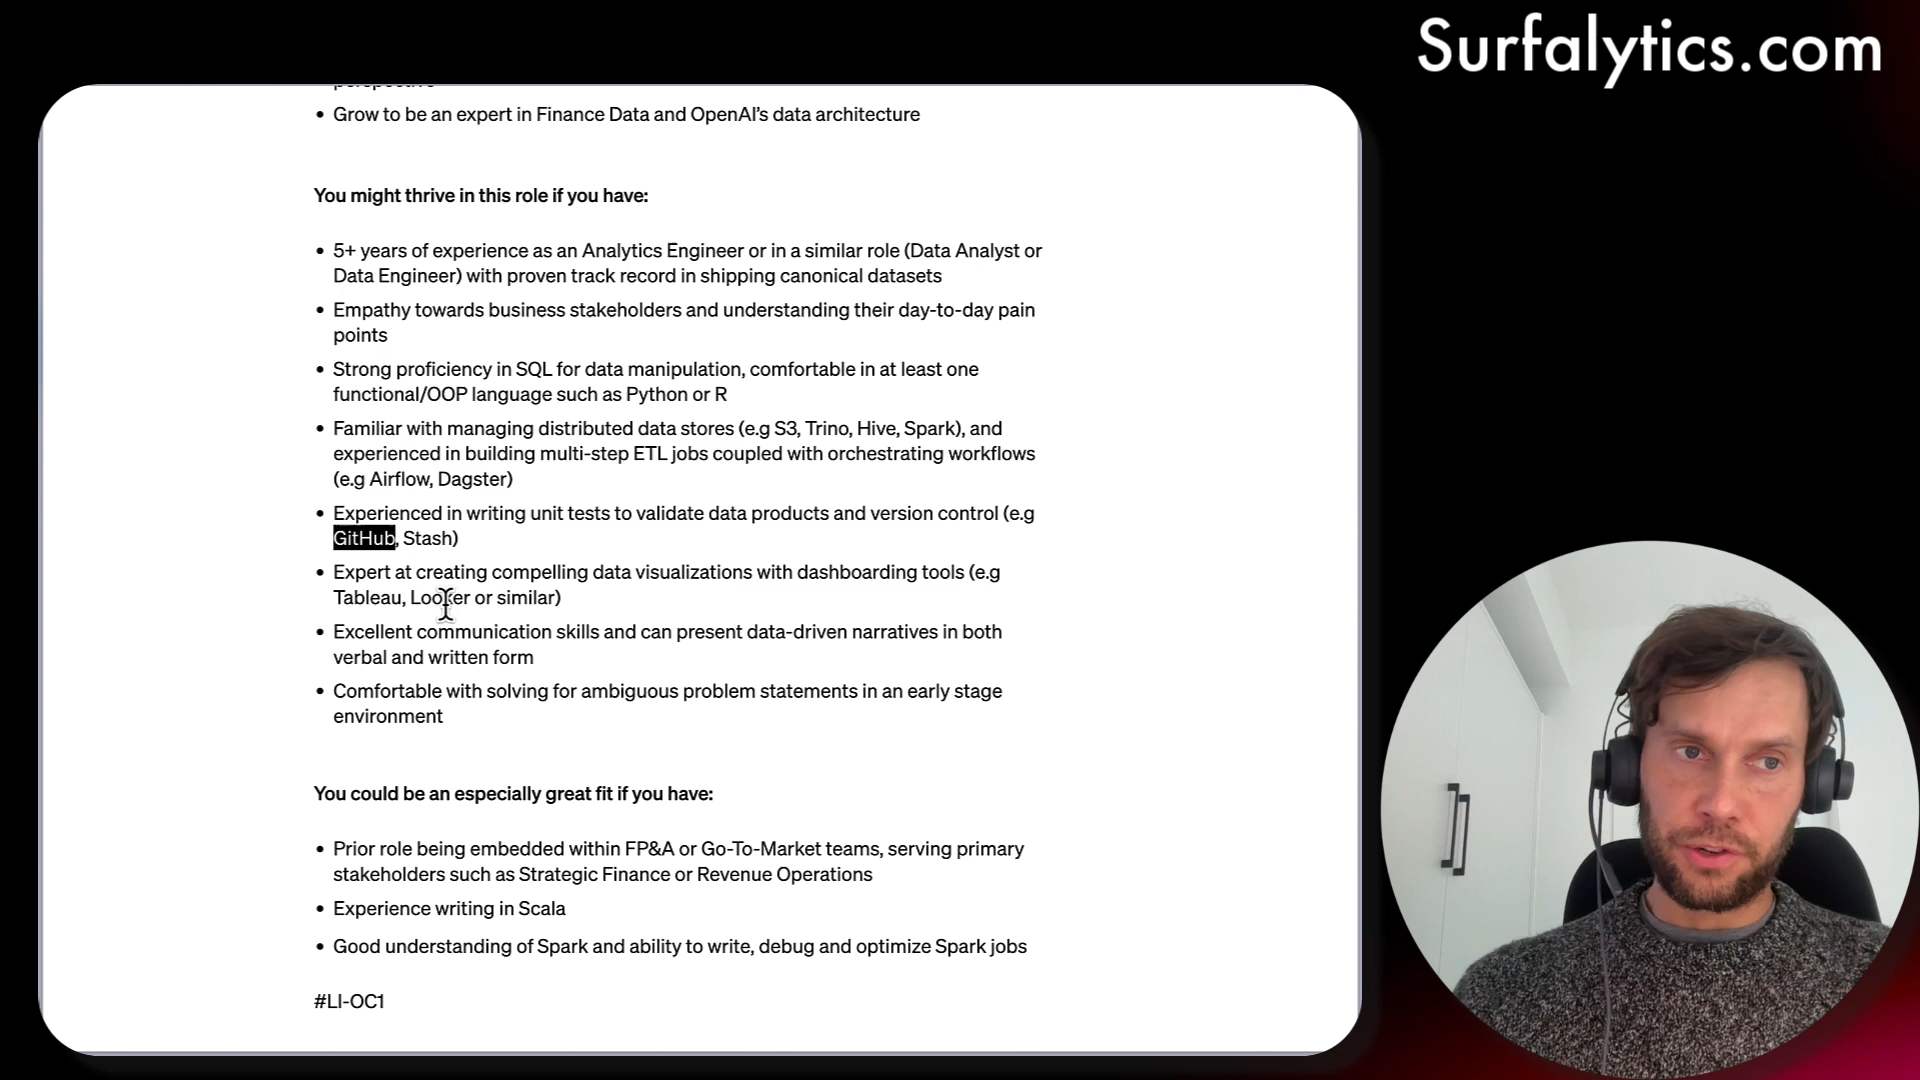 Surfalytics.com
perspective
• Grow to be an expert in Finance Data and OpenAI’s data architecture
You might thrive in this role if you have:
• 5+ years of experience as an Analytics Engineer or in a similar role (Data Analyst or
Data Engineer) with proven track record in shipping canonical datasets
• Empathy towards business stakeholders and understanding their day-to-day pain
points
• Strong proficiency in SQL for data manipulation, comfortable in at least one
functional/OOP language such as Python or R
• Familiar with managing distributed data stores (e.g S3, Trino, Hive, Spark), and
experienced in building multi-step ETL jobs coupled with orchestrating workflows
(e.g Airflow, Dagster)
• Experienced in writing unit tests to validate data products and version control (e.g
GitHub, Stash)
• Expert at creating compelling data visualizations with dashboarding tools (e.g
Tableau, Looker or similar)
• Excellent communication skills and can present data-driven narratives in both
verbal and written form
• Comfortable with solving for ambiguous problem statements in an early stage
environment
You could be an especially great fit if you have:
• Prior role being embedded within FP&A or Go-To-Market teams, serving primary
stakeholders such as Strategic Finance or Revenue Operations
• Experience writing in Scala
• Good understanding of Spark and ability to write, debug and optimize Spark jobs
#LI-OC1